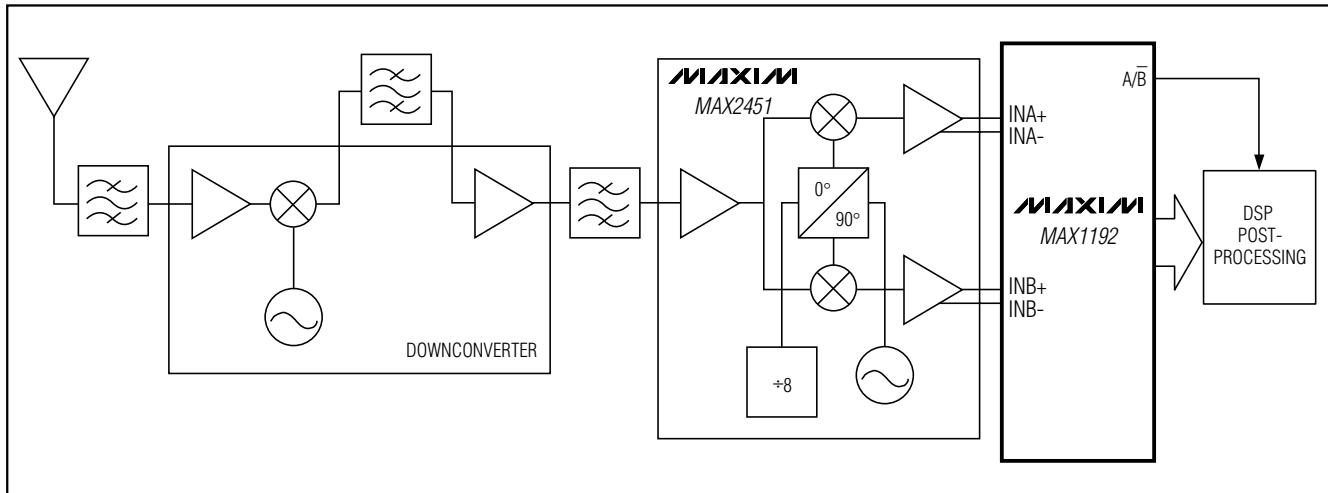 DOWNCONVERTER
MAXIM
MAX2451
0°
90°
÷8
INA+
INA-
INB+
INB-
A/B̅
MAXIM
MAX1192
DSP
POST-
PROCESSING